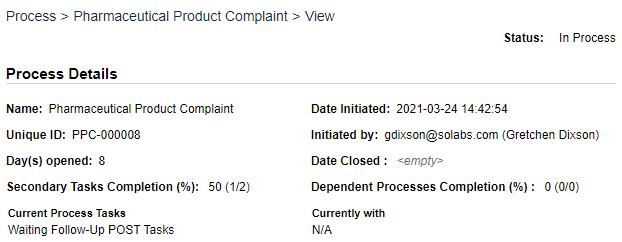 Process > Pharmaceutical Product Complaint > View
Status: In Process
Process Details
Name: Pharmaceutical Product Complaint Date Initiated: 2021-03-24 14:42:54
Unique ID: PPC-000008 Initiated by: gdixson@solabs.com (Gretchen Dixson)
Day(s) opened: 8 Date Closed : <empty>
Secondary Tasks Completion (%): 50 (1/2) Dependent Processes Completion (%) : 0 (0/0)
Current Process Tasks Currently with
Waiting Follow-Up POST Tasks N/A